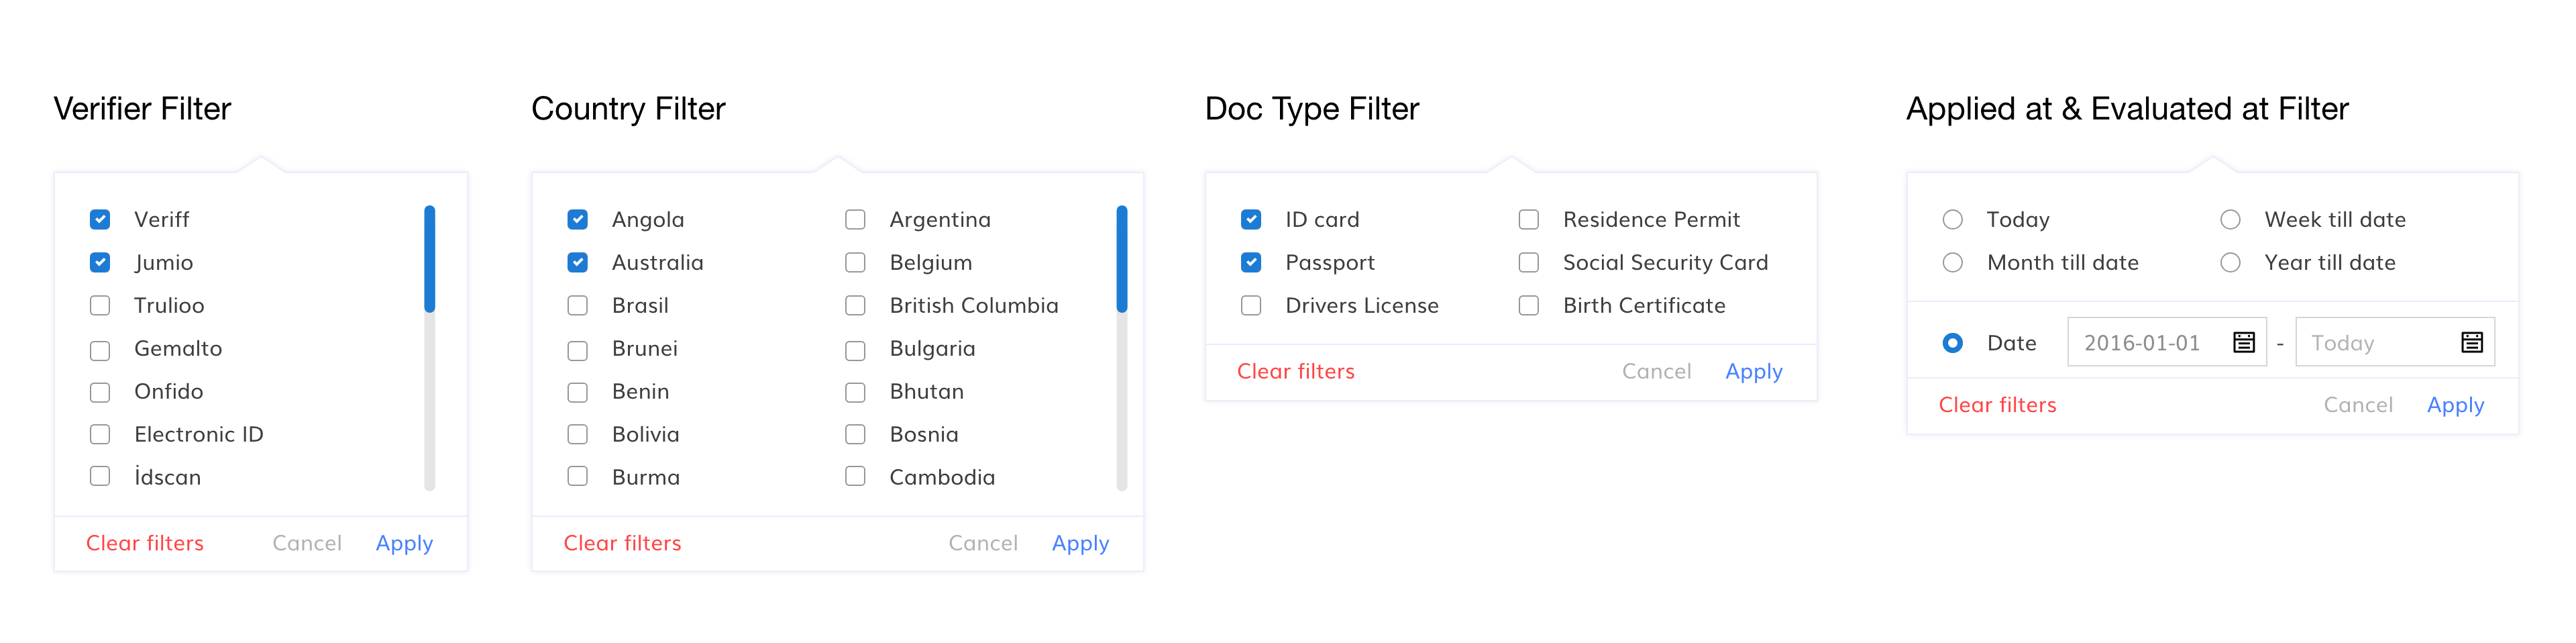 Verifier Filter
Veriff
Jumio
Trulioo
Gemalto
Onfido
Electronic ID
İdscan
Clear filters Cancel Apply
Country Filter
Angola Argentina
Australia Belgium
Brasil British Columbia
Brunei Bulgaria
Benin Bhutan
Bolivia Bosnia
Burma Cambodia
Clear filters Cancel Apply
Doc Type Filter
ID card Residence Permit
Passport Social Security Card
Drivers License Birth Certificate
Clear filters Cancel Apply
Applied at & Evaluated at Filter
Today Week till date
Month till date Year till date
Date 2016-01-01 - Today
Clear filters Cancel Apply